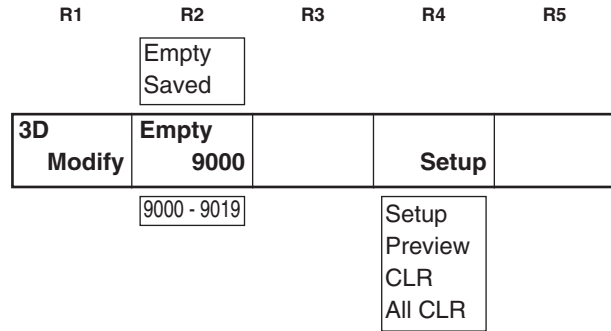 R1 R2 R3 R4 R5
Empty
Saved
3D Empty
Modify 9000 Setup
9000 - 9019 Setup
Preview
CLR
All CLR